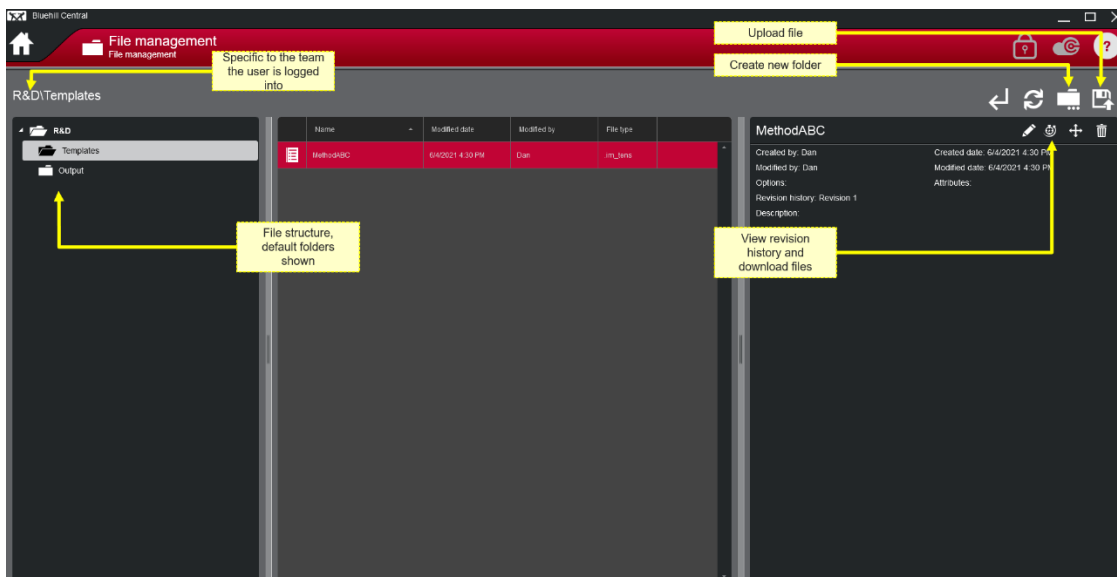 Bluehill Central
File management
File management
Upload file
Create new folder
Specific to the team
the user is logged
into
R&D\Templates
R&D
Templates
Output
Name
Modified date
Modified by
File type
MethodABC
6/4/2021 4:30 PM
Dan
.im_tens
MethodABC
Created by: Dan
Created date: 6/4/2021 4:30 PM
Modified by: Dan
Modified date: 6/4/2021 4:30 PM
Options:
Attributes:
Revision history: Revision 1
Description:
File structure,
default folders
shown
View revision
history and
download files